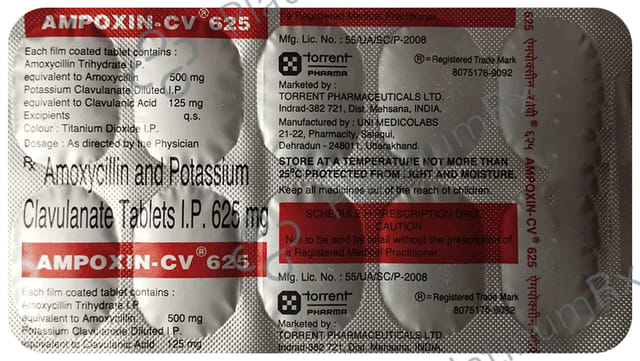 AMPOXIN-CV® 625
Each film coated tablet contains :
Amoxycillin Trihydrate I.P.
equivalent to Amoxycillin 500 mg
Potassium Clavulanate Diluted I.P.
equivalent to Clavulanic Acid 125 mg
Excipients q.s.
Colour : Titanium Dioxide I.P.
Dosage : As directed by the Physician
Rx Amoxycillin and Potassium
Clavulanate Tablets I.P. 625 mg
AMPOXIN-CV® 625
Each film coated tablet contains :
Amoxycillin Trihydrate I.P.
equivalent to Amoxycillin 500 mg
Potassium Clavulanate Diluted I.P.
equivalent to Clavulanic Acid 125 mg
a Registered Medical Practitioner.
Mfg. Lic. No. : 55/UA/SC/P-2008
torrent
PHARMA
®=Registered Trade Mark
8075176-9092
Marketed by :
TORRENT PHARMACEUTICALS LTD.
Indrad-382 721, Dist. Mehsana, INDIA.
Manufactured by : UNI MEDICOLABS
21-22, Pharmacity, Selaqui,
Dehradun - 248011, Uttarakhand.
STORE AT A TEMPERATURE NOT MORE THAN
25°C PROTECTED FROM LIGHT AND MOISTURE.
Keep all medicines out of the reach of children.
SCHEDULE H PRESCRIPTION DRUG
CAUTION
Not to be sold by retail without the prescription of
a Registered Medical Practitioner.
Mfg. Lic. No. : 55/UA/SC/P-2008
torrent
PHARMA
®=Registered Trade Mark
8075176-9092
Marketed by :
TORRENT PHARMACEUTICALS LTD.
Indrad-382 721, Dist. Mehsana, INDIA.
AMPOXIN-CV® 625